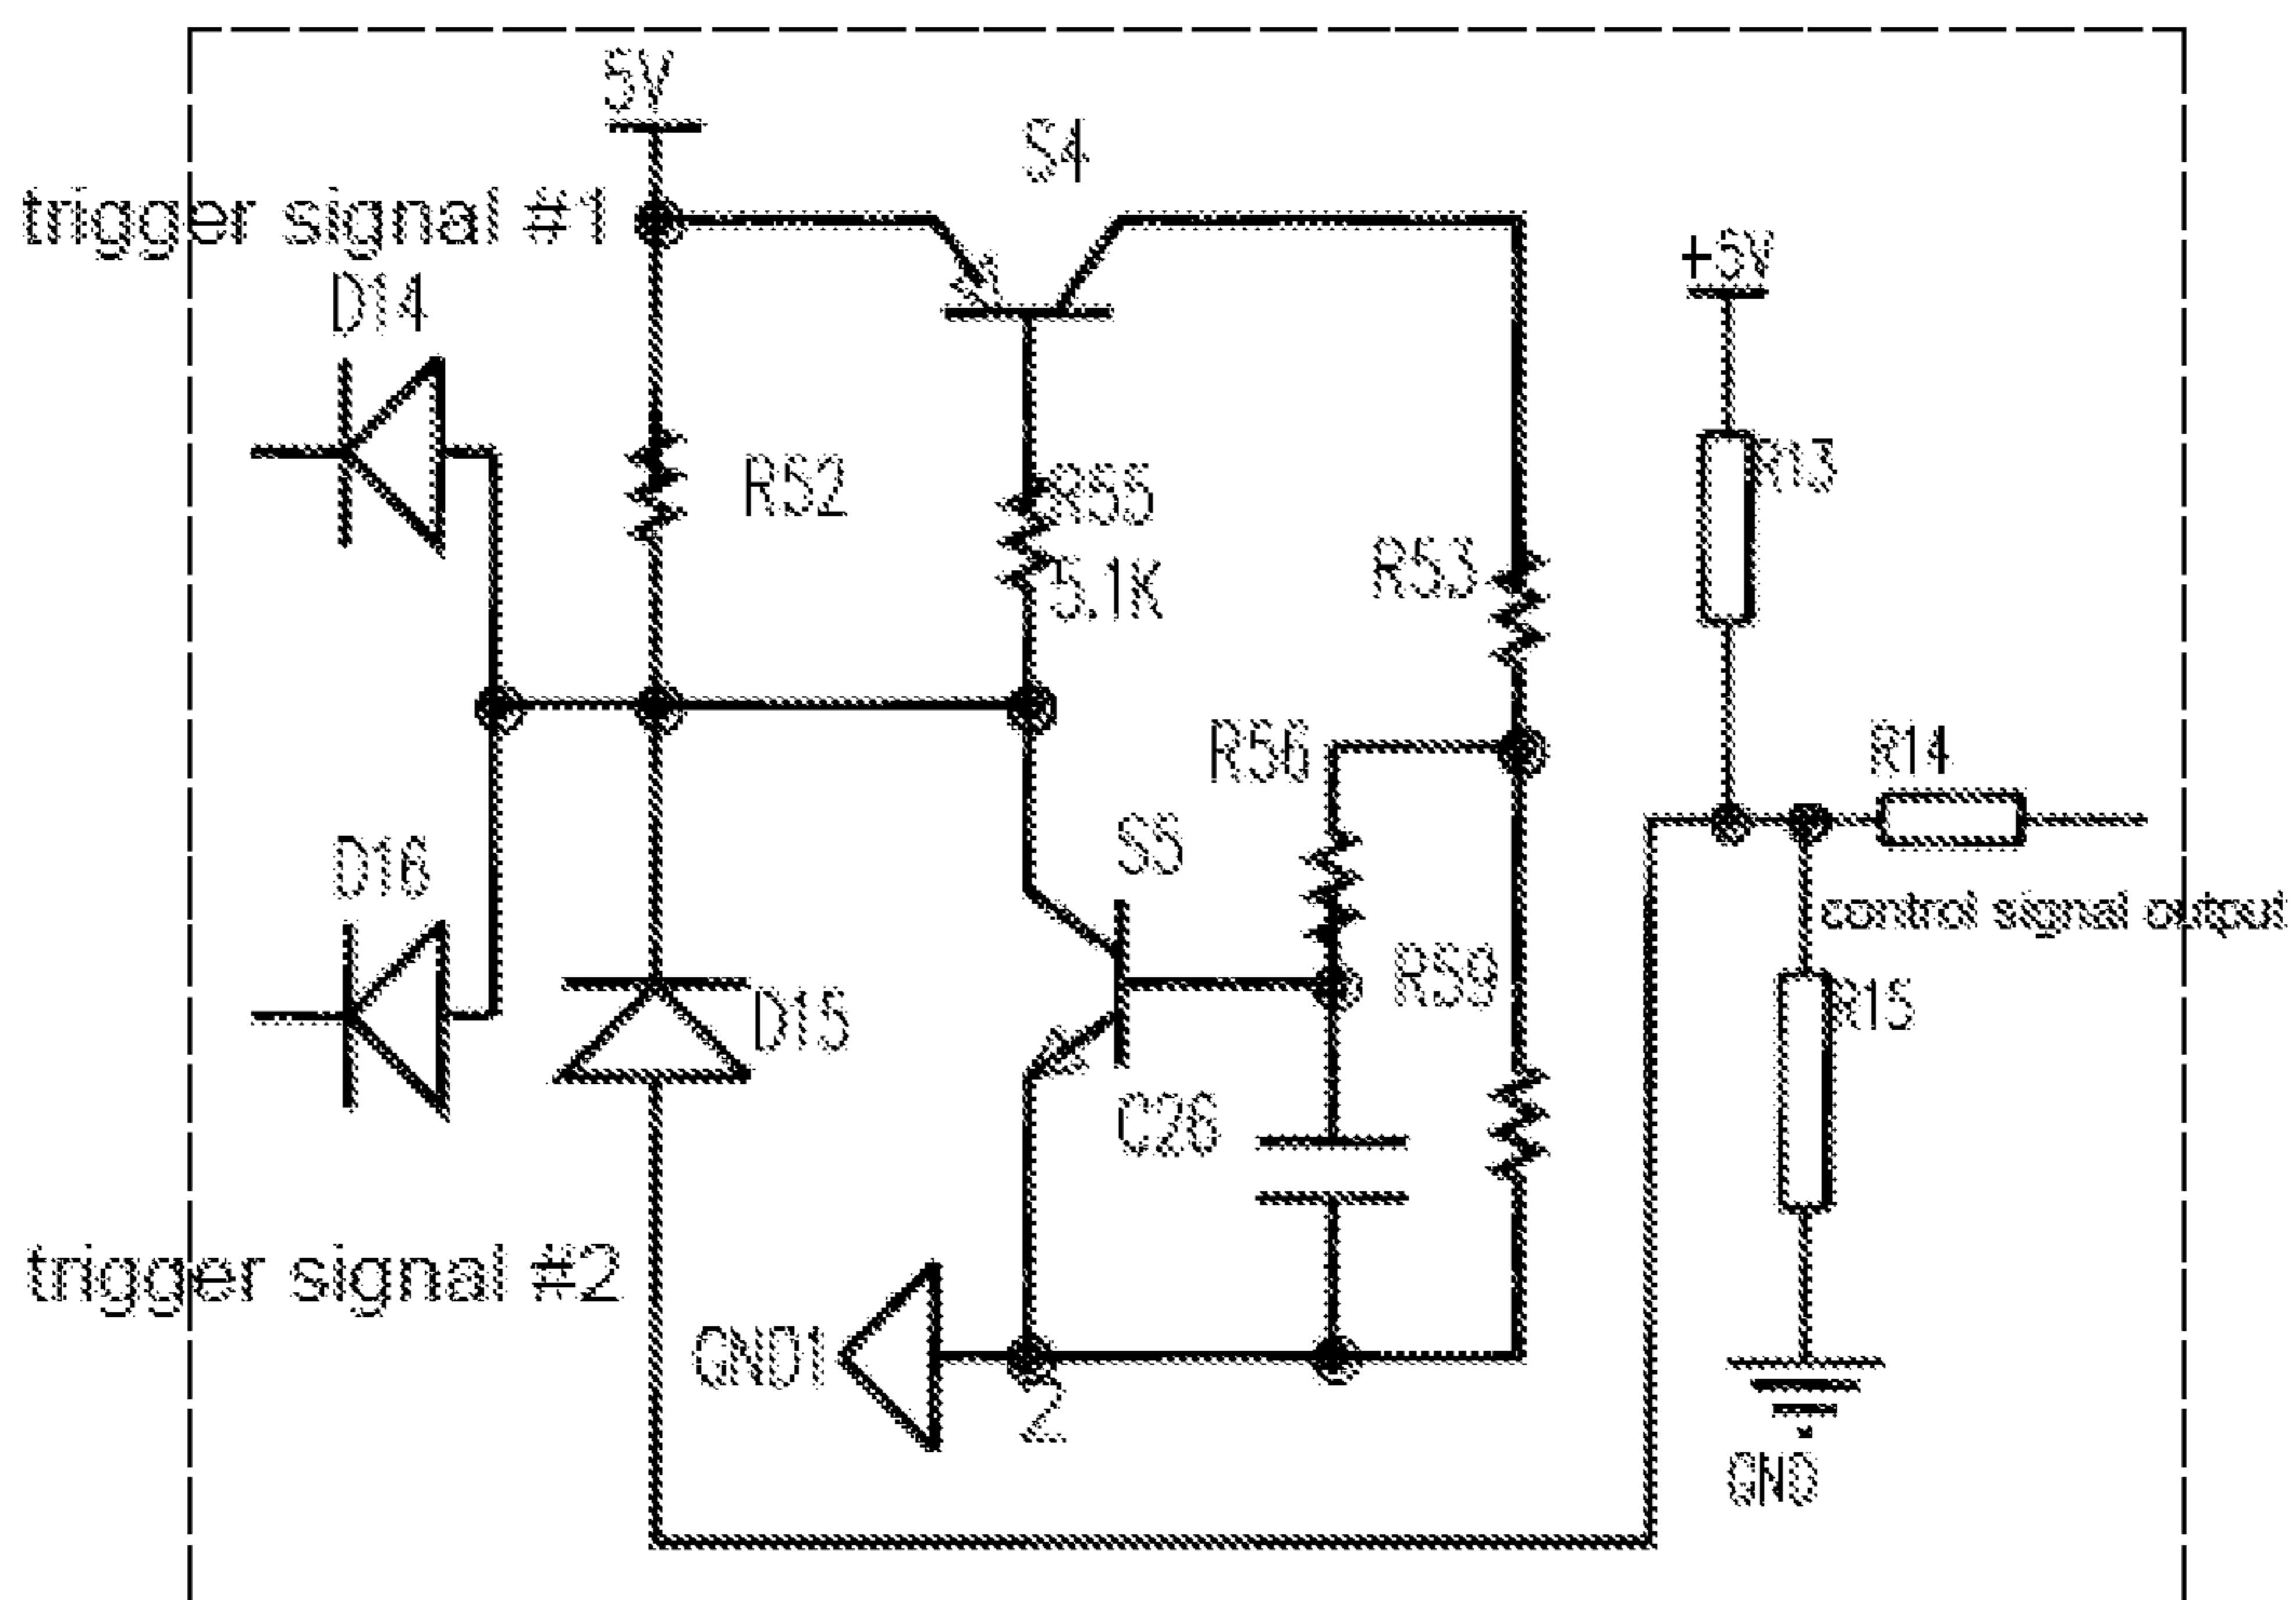 5V
S4
trigger signal #1
+5V
D14
R13
R52
R55
R53
5.1K
R56
R14
S5
D16
control signal output
R59
D15
R15
C26
trigger signal #2
GND1
2
GND